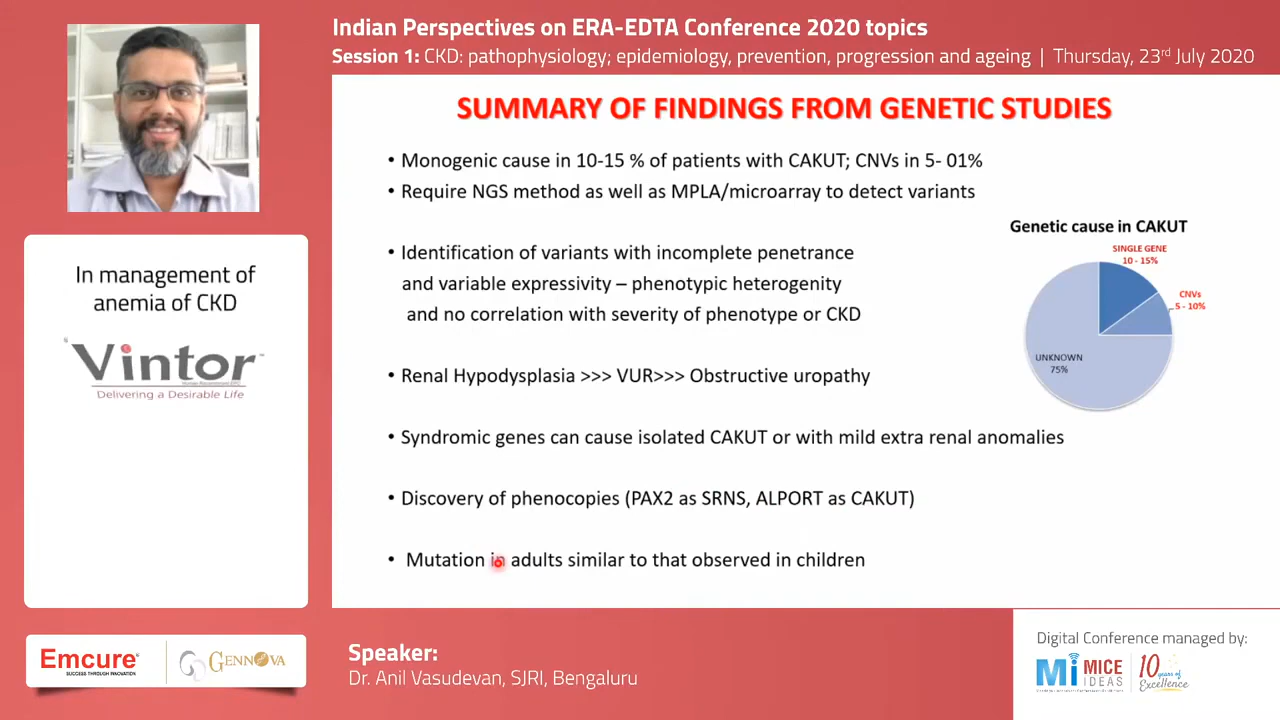 Indian Perspectives on ERA-EDTA Conference 2020 topics
Session 1: CKD: pathophysiology; epidemiology, prevention, progression and ageing | Thursday, 23rd July 2020
SUMMARY OF FINDINGS FROM GENETIC STUDIES
• Monogenic cause in 10-15 % of patients with CAKUT; CNVs in 5- 01%
• Require NGS method as well as MPLA/microarray to detect variants
• Identification of variants with incomplete penetrance
and variable expressivity – phenotypic heterogenity
and no correlation with severity of phenotype or CKD
• Renal Hypodysplasia >>> VUR>>> Obstructive uropathy
• Syndromic genes can cause isolated CAKUT or with mild extra renal anomalies
• Discovery of phenocopies (PAX2 as SRNS, ALPORT as CAKUT)
• Mutation in adults similar to that observed in children
Genetic cause in CAKUT
SINGLE GENE
10 - 15%
CNVs
5 - 10%
UNKNOWN
75%
In management of
anemia of CKD
Vintor
Human Recombinant EPO
Delivering a Desirable Life
Emcure®
SUCCESS THROUGH INNOVATION
GENNOVA
Speaker:
Dr. Anil Vasudevan, SJRI, Bengaluru
Digital Conference managed by:
Mi MICE
IDEAS
10 years of
Excellence